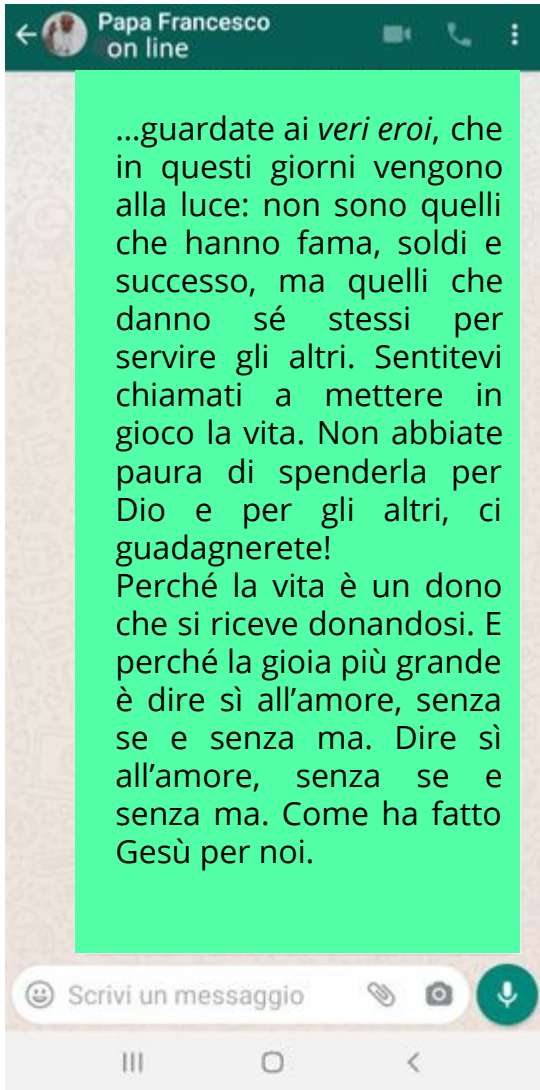 Papa Francesco
on line
...guardate ai veri eroi, che
in questi giorni vengono
alla luce: non sono quelli
che hanno fama, soldi e
successo, ma quelli che
danno sé stessi per
servire gli altri. Sentitevi
chiamati a mettere in
gioco la vita. Non abbiate
paura di spenderla per
Dio e per gli altri, ci
guadagnerete!
Perché la vita è un dono
che si riceve donandosi. E
perché la gioia più grande
è dire sì all’amore, senza
se e senza ma. Dire sì
all’amore, senza se e
senza ma. Come ha fatto
Gesù per noi.
Scrivi un messaggio